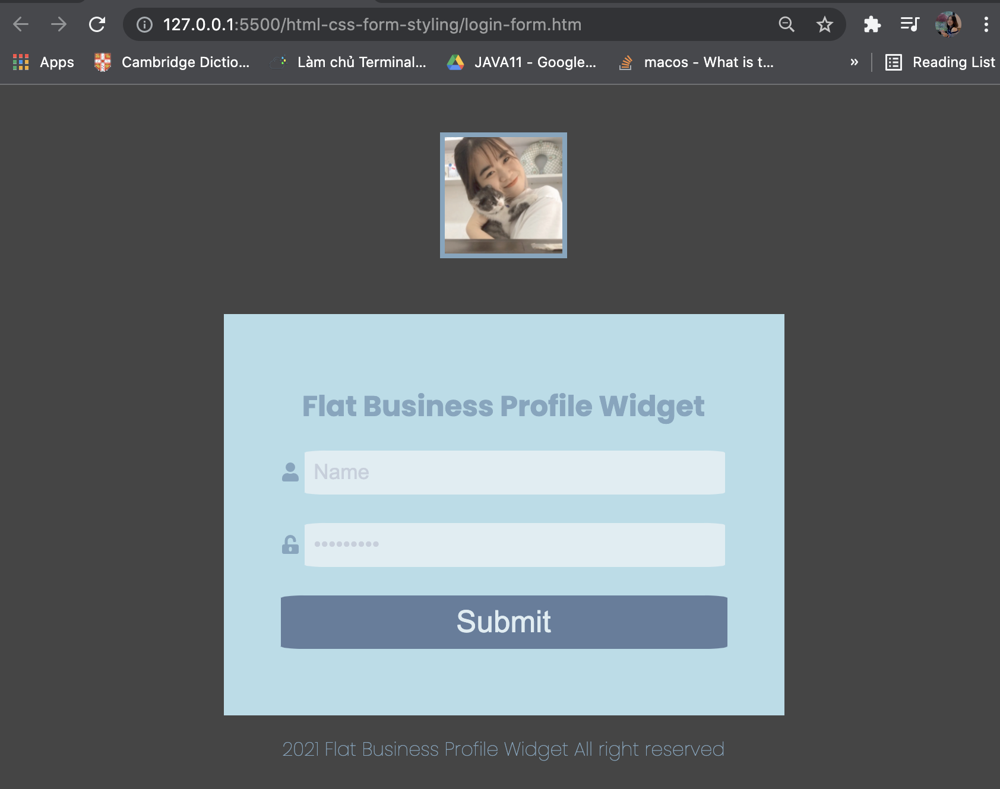 127.0.0.1:5500/html-css-form-styling/login-form.htm
Apps Cambridge Dictio... Làm chủ Terminal... JAVA11 - Google... macos - What is t... » Reading List
Flat Business Profile Widget
Name
Submit
2021 Flat Business Profile Widget All right reserved